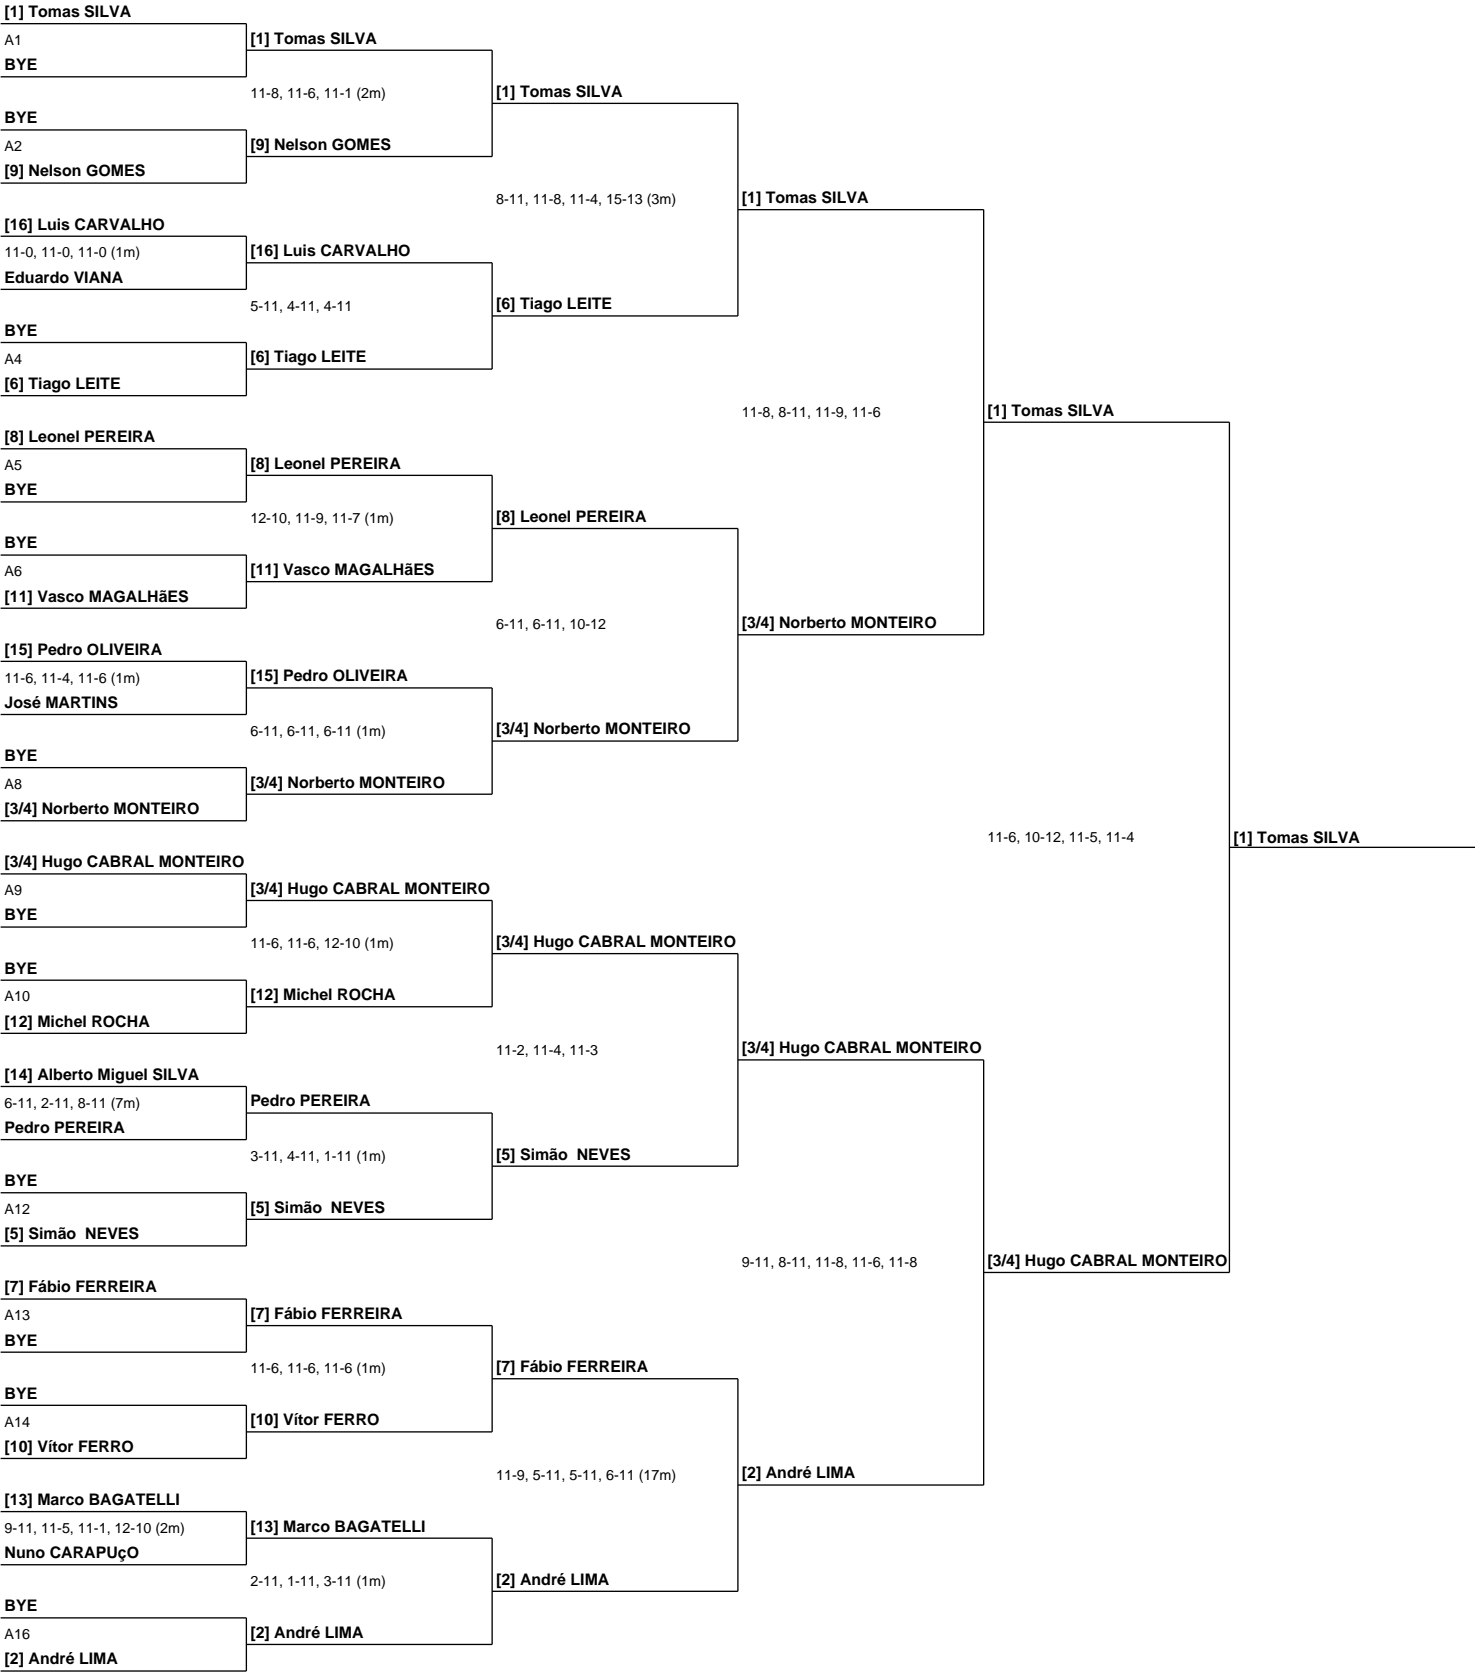 [1] Tomas SILVA
A1
[1] Tomas SILVA
BYE
11-8, 11-6, 11-1 (2m)
[1] Tomas SILVA
BYE
A2
[9] Nelson GOMES
[9] Nelson GOMES
8-11, 11-8, 11-4, 15-13 (3m)
[1] Tomas SILVA
[16] Luis CARVALHO
11-0, 11-0, 11-0 (1m)
[16] Luis CARVALHO
Eduardo VIANA
5-11, 4-11, 4-11
[6] Tiago LEITE
BYE
A4
[6] Tiago LEITE
[6] Tiago LEITE
11-8, 8-11, 11-9, 11-6
[1] Tomas SILVA
[8] Leonel PEREIRA
A5
[8] Leonel PEREIRA
BYE
12-10, 11-9, 11-7 (1m)
[8] Leonel PEREIRA
BYE
A6
[11] Vasco MAGALHãES
[11] Vasco MAGALHãES
6-11, 6-11, 10-12
[3/4] Norberto MONTEIRO
[15] Pedro OLIVEIRA
11-6, 11-4, 11-6 (1m)
[15] Pedro OLIVEIRA
José MARTINS
6-11, 6-11, 6-11 (1m)
[3/4] Norberto MONTEIRO
BYE
A8
[3/4] Norberto MONTEIRO
[3/4] Norberto MONTEIRO
11-6, 10-12, 11-5, 11-4
[1] Tomas SILVA
[3/4] Hugo CABRAL MONTEIRO
A9
[3/4] Hugo CABRAL MONTEIRO
BYE
11-6, 11-6, 12-10 (1m)
[3/4] Hugo CABRAL MONTEIRO
BYE
A10
[12] Michel ROCHA
[12] Michel ROCHA
11-2, 11-4, 11-3
[3/4] Hugo CABRAL MONTEIRO
[14] Alberto Miguel SILVA
6-11, 2-11, 8-11 (7m)
Pedro PEREIRA
Pedro PEREIRA
3-11, 4-11, 1-11 (1m)
[5] Simão  NEVES
BYE
A12
[5] Simão  NEVES
[5] Simão  NEVES
9-11, 8-11, 11-8, 11-6, 11-8
[3/4] Hugo CABRAL MONTEIRO
[7] Fábio FERREIRA
A13
[7] Fábio FERREIRA
BYE
11-6, 11-6, 11-6 (1m)
[7] Fábio FERREIRA
BYE
A14
[10] Vítor FERRO
[10] Vítor FERRO
11-9, 5-11, 5-11, 6-11 (17m)
[2] André LIMA
[13] Marco BAGATELLI
9-11, 11-5, 11-1, 12-10 (2m)
[13] Marco BAGATELLI
Nuno CARAPUçO
2-11, 1-11, 3-11 (1m)
[2] André LIMA
BYE
A16
[2] André LIMA
[2] André LIMA